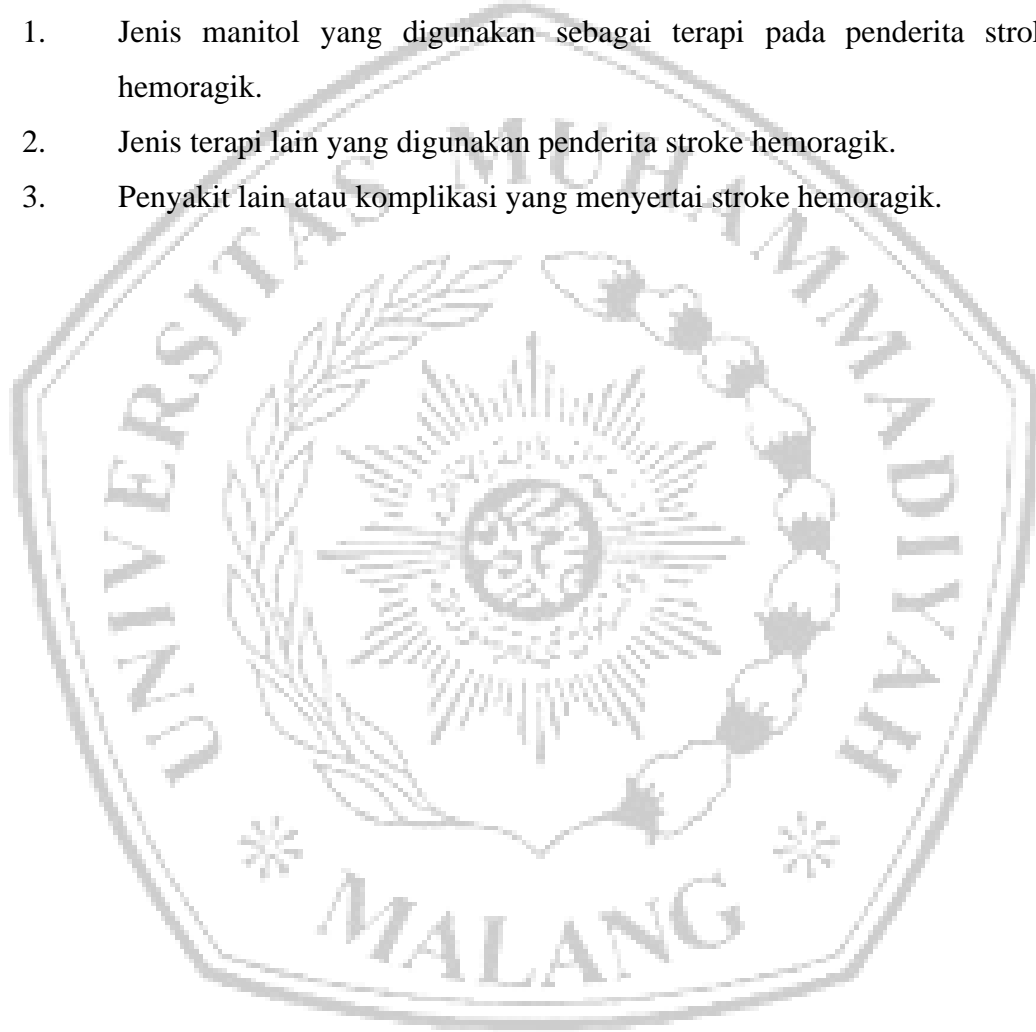 1. Jenis manitol yang digunakan sebagai terapi pada penderita
hemoragik.
2. Jenis terapi lain yang digunakan penderita stroke hemoragik.
3. Penyakit lain atau komplikasi yang menyertai stroke hemoragik.
UNIVERSITAS MUHAMMADIYAH
MALANG